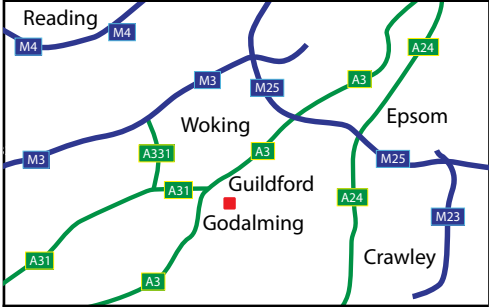 Reading
M4
M4
A24
M3
A3
M25
Epsom
Woking
M3
A331
A3
M25
A31
Guildford
A24
Godalming
M23
A31
Crawley
A3